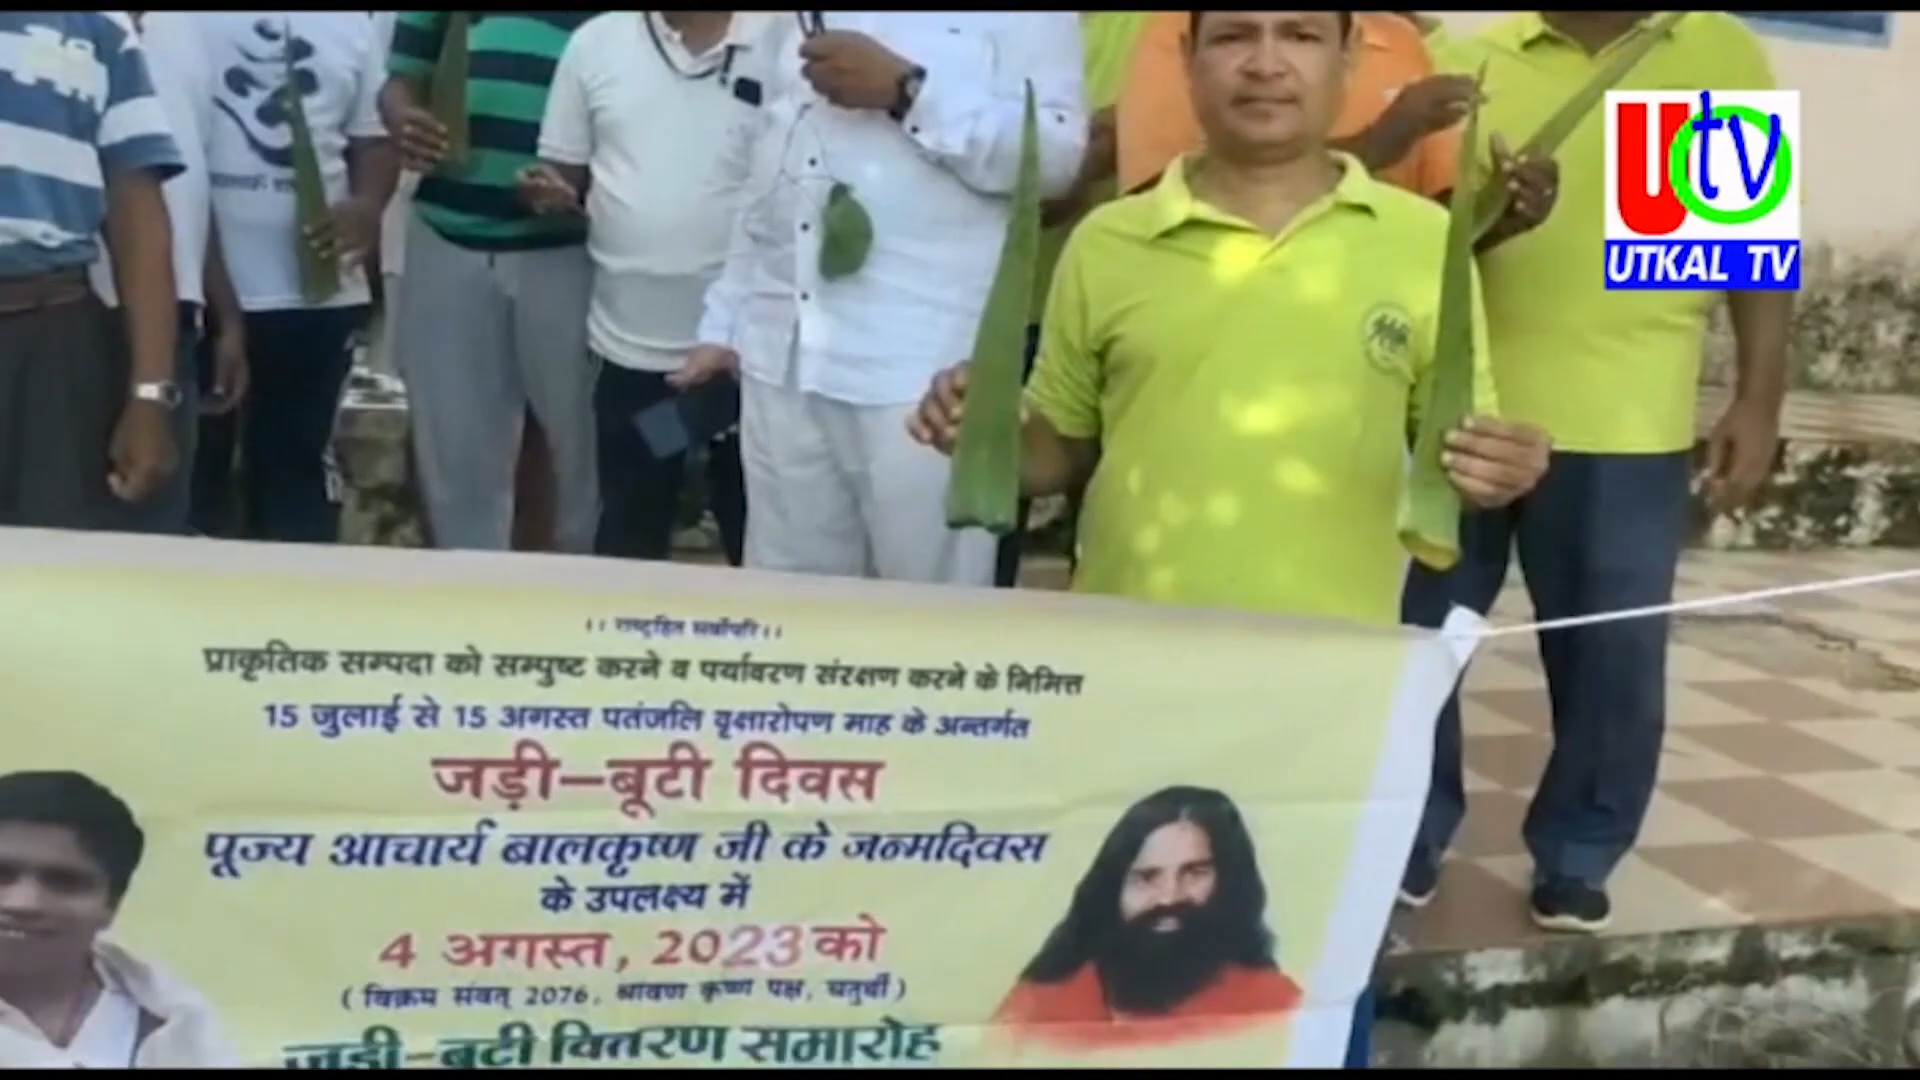 UTV
UTKAL TV
।। राष्ट्रहित सर्वोपरि।।
प्राकृतिक सम्पदा को सम्पुष्ट करने व पर्यावरण संरक्षण करने के निमित्त
15 जुलाई से 15 अगस्त पतंजलि वृक्षारोपण माह के अन्तर्गत
जड़ी–बूटी दिवस
पूज्य आचार्य बालकृष्ण जी के जन्मदिवस
के उपलक्ष्य में
4 अगस्त, 2023 को
(विक्रम संवत् 2076, श्रावण कृष्ण पक्ष, चतुर्थी)
जड़ी–बूटी वितरण समारोह